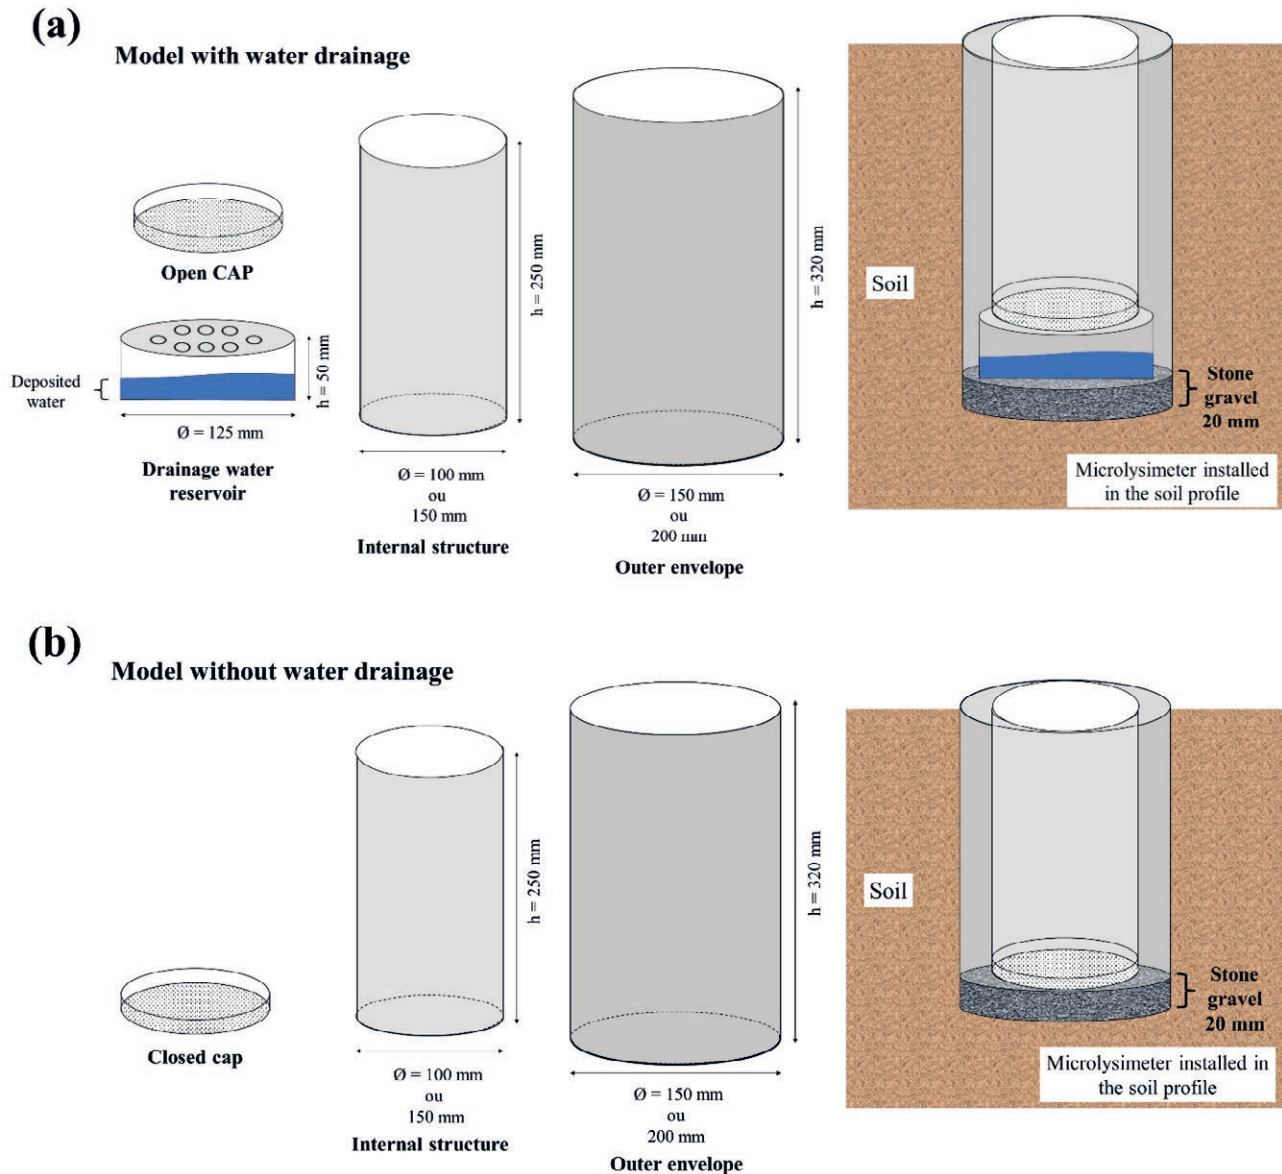 (a)
Model with water drainage
Open CAP
Deposited
water
h = 50 mm
Ø = 125 mm
Drainage water
reservoir
h = 250 mm
Ø = 100 mm
ou
150 mm
Internal structure
h = 320 mm
Ø = 150 mm
ou
200 mm
Outer envelope
Soil
Stone
gravel
20 mm
Microlysimeter installed
in the soil profile
(b)
Model without water drainage
Closed cap
h = 250 mm
Ø = 100 mm
ou
150 mm
Internal structure
h = 320 mm
Ø = 150 mm
ou
200 mm
Outer envelope
Soil
Stone
gravel
20 mm
Microlysimeter installed in
the soil profile